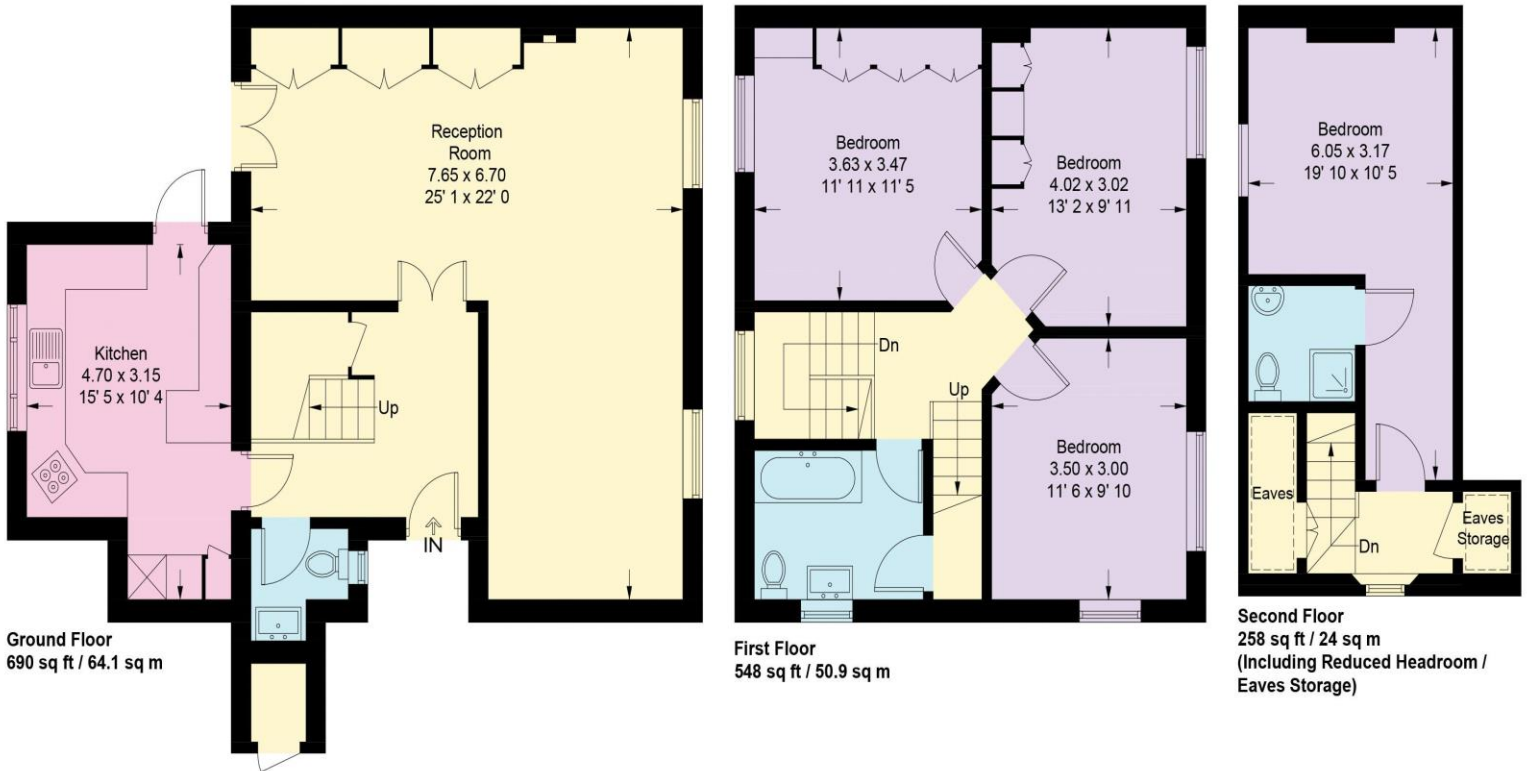 Reception
Room
7.65 x 6.70
25' 1 x 22' 0
Kitchen
4.70 x 3.15
15' 5 x 10' 4
Up
IN
Ground Floor
690 sq ft / 64.1 sq m
Bedroom
3.63 x 3.47
11' 11 x 11' 5
Bedroom
4.02 x 3.02
13' 2 x 9' 11
Dn
Up
Bedroom
3.50 x 3.00
11' 6 x 9' 10
First Floor
548 sq ft / 50.9 sq m
Bedroom
6.05 x 3.17
19' 10 x 10' 5
Eaves
Dn
Eaves
Storage
Second Floor
258 sq ft / 24 sq m
(Including Reduced Headroom /
Eaves Storage)